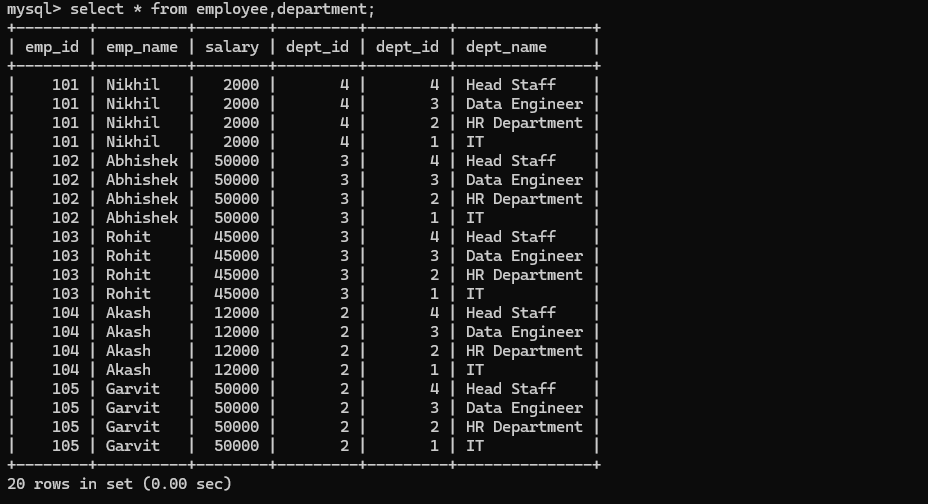 mysql> select * from employee,department;
+--------+----------+--------+---------+---------+---------------+
| emp_id | emp_name | salary | dept_id | dept_id | dept_name     |
+--------+----------+--------+---------+---------+---------------+
|    101 | Nikhil   |   2000 |       4 |       4 | Head Staff    |
|    101 | Nikhil   |   2000 |       4 |       3 | Data Engineer |
|    101 | Nikhil   |   2000 |       4 |       2 | HR Department |
|    101 | Nikhil   |   2000 |       4 |       1 | IT            |
|    102 | Abhishek |  50000 |       3 |       4 | Head Staff    |
|    102 | Abhishek |  50000 |       3 |       3 | Data Engineer |
|    102 | Abhishek |  50000 |       3 |       2 | HR Department |
|    102 | Abhishek |  50000 |       3 |       1 | IT            |
|    103 | Rohit    |  45000 |       3 |       4 | Head Staff    |
|    103 | Rohit    |  45000 |       3 |       3 | Data Engineer |
|    103 | Rohit    |  45000 |       3 |       2 | HR Department |
|    103 | Rohit    |  45000 |       3 |       1 | IT            |
|    104 | Akash    |  12000 |       2 |       4 | Head Staff    |
|    104 | Akash    |  12000 |       2 |       3 | Data Engineer |
|    104 | Akash    |  12000 |       2 |       2 | HR Department |
|    104 | Akash    |  12000 |       2 |       1 | IT            |
|    105 | Garvit   |  50000 |       2 |       4 | Head Staff    |
|    105 | Garvit   |  50000 |       2 |       3 | Data Engineer |
|    105 | Garvit   |  50000 |       2 |       2 | HR Department |
|    105 | Garvit   |  50000 |       2 |       1 | IT            |
+--------+----------+--------+---------+---------+---------------+
20 rows in set (0.00 sec)